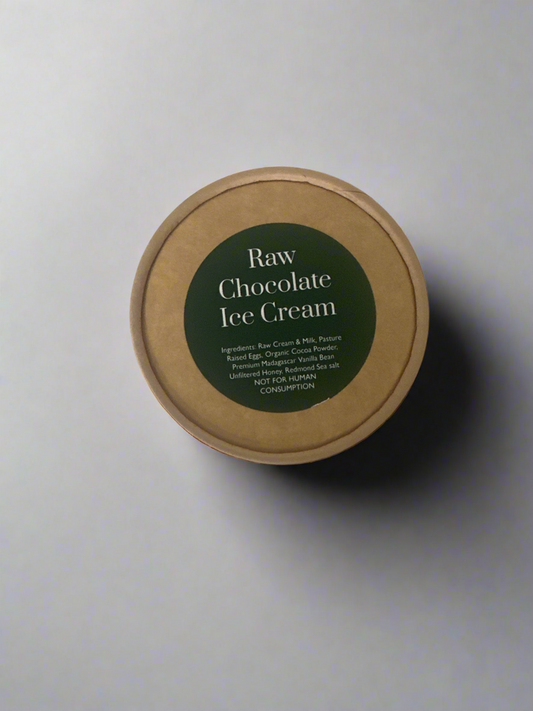 Raw
Chocolate
Ice Cream
Ingredients: Raw Cream & Milk, Pasture
Raised Eggs, Organic Cocoa Powder,
Premium Madagascar Vanilla Bean
Unfiltered Honey, Redmond Sea salt
NOT FOR HUMAN
CONSUMPTION